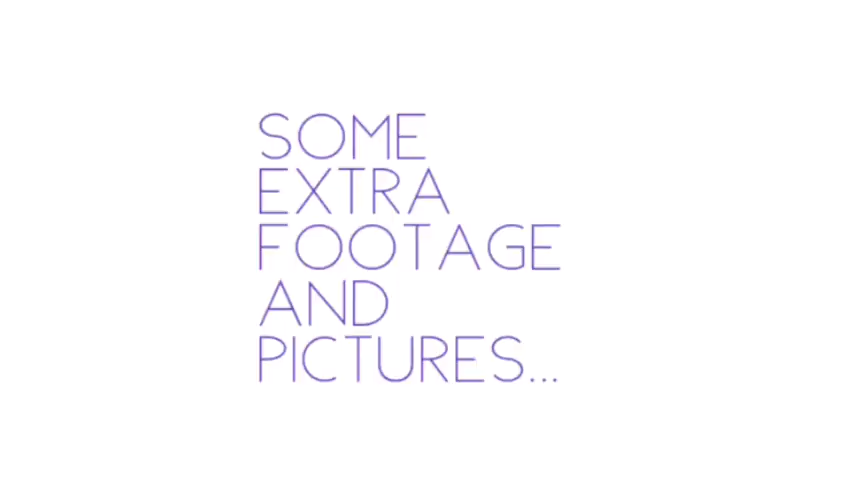 SOME
EXTRA
FOOTAGE
AND
PICTURES...